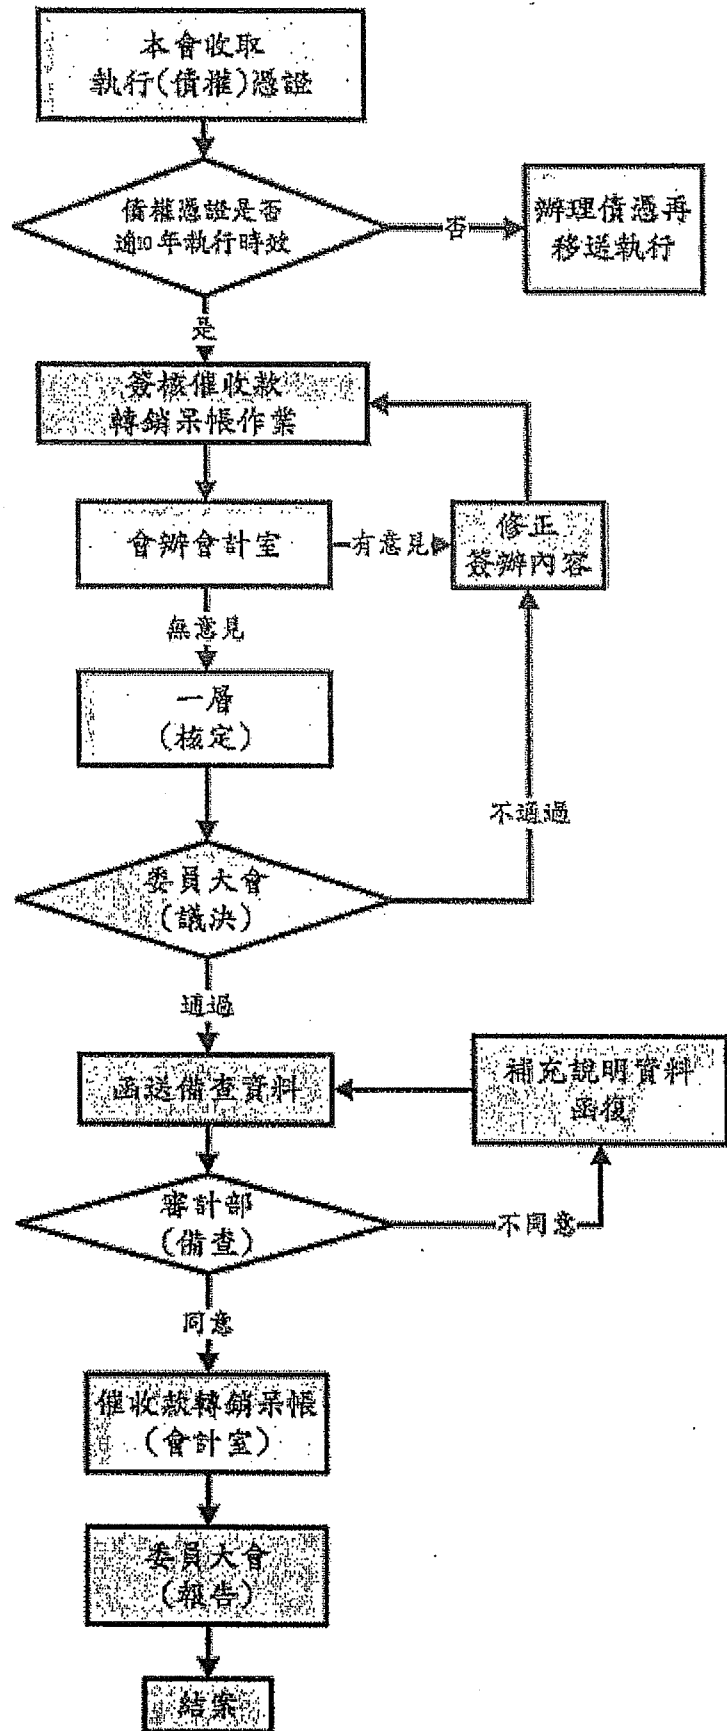 本會收取
執行(債權)憑證
債權憑證是否
逾10年執行時效
否
辦理債憑再
移送執行
是
簽核催收款
轉銷呆帳作業
會辦會計室
有意見
修正
簽辦內容
無意見
一層
(核定)
不通過
委員大會
(議決)
通過
函送備查資料
補充說明資料
函復
審計部
(備查)
不同意
同意
催收款轉銷呆帳
(會計室)
委員大會
(報告)
結案